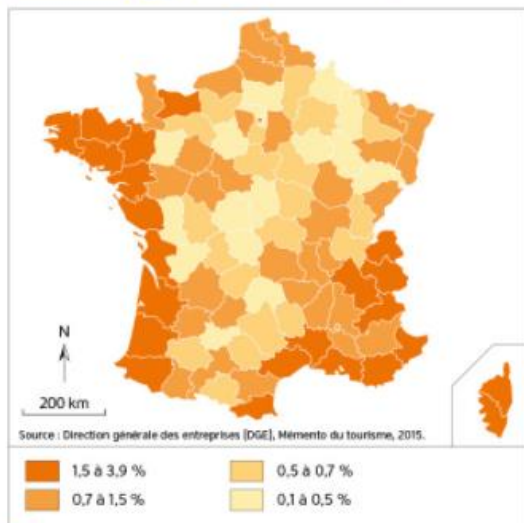 N
200 km
Source : Direction générale des entreprises [DGE], Mémento du tourisme, 2015.
1,5 à 3,9 %
0,5 à 0,7 %
0,7 à 1,5 %
0,1 à 0,5 %